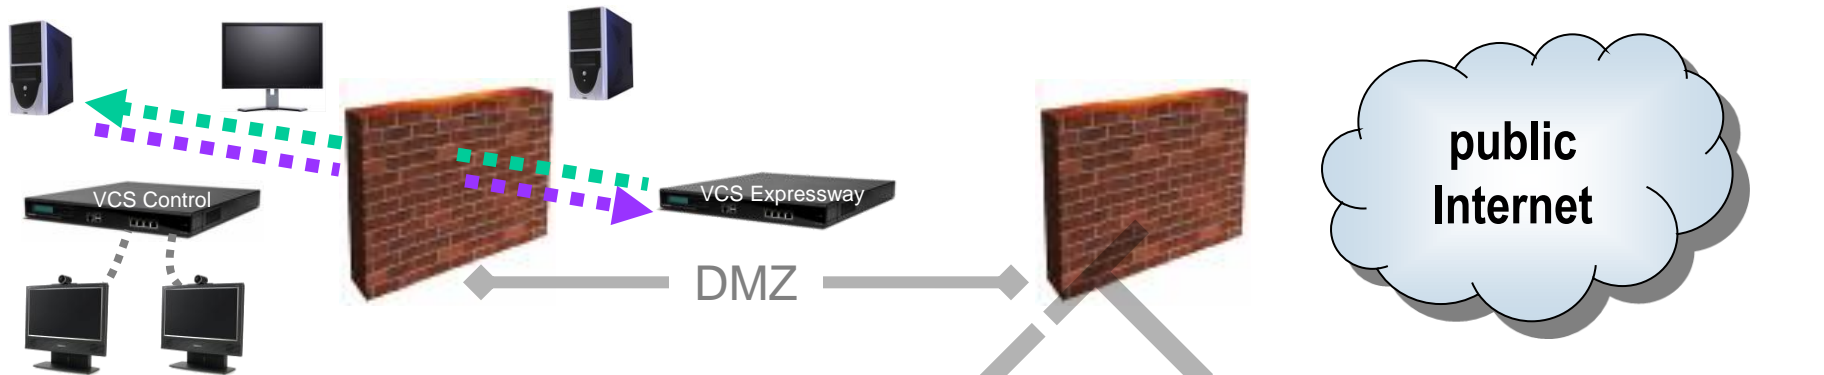 VCS Control
VCS Expressway
DMZ
public
Internet